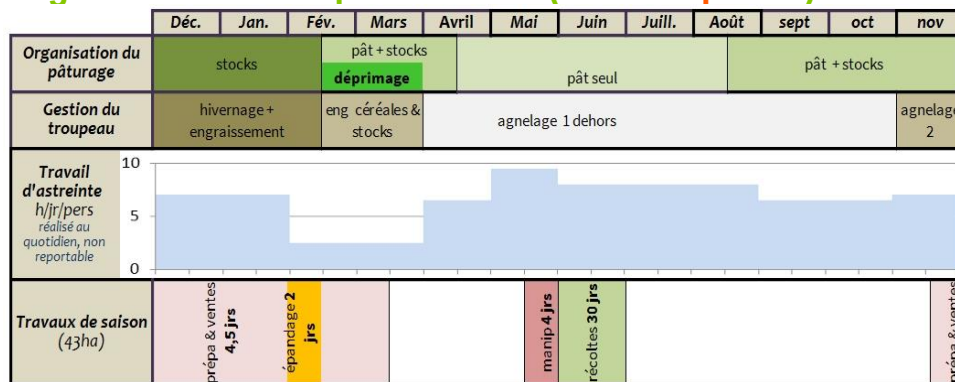 Déc. Jan. Fév. Mars Avril Mai Juin Juill. Août sept oct nov
Organisation du
pâturage
stocks
pât + stocks
déprimage
pât seul
pât + stocks
Gestion du
troupeau
hivernage +
engraissement
eng céréales &
stocks
agnelage 1 dehors
agnelage
2
Travail
d'astreinte
h/jr/pers
réalisé au
quotidien, non
reportable
10
5
0
Travaux de saison
(43ha)
prépa & ventes
4,5 jrs
épandage 2
jrs
manip 4 jrs
récoltes 30 jrs
prépa & ventes